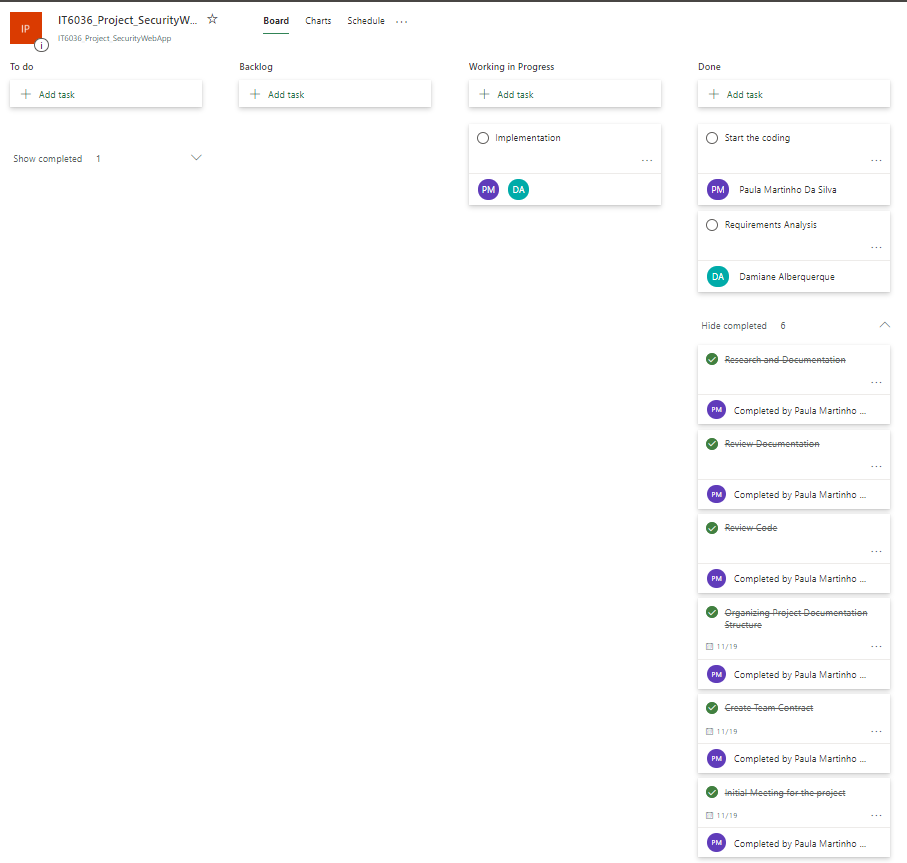 IP
IT6036_Project_SecurityW...
IT6036_Project_SecurityWebApp
Board
Charts
Schedule
...
To do
Add task
Show completed 1
Backlog
Add task
Working in Progress
Add task
Implementation
...
PM DA
Done
Add task
Start the coding
...
PM Paula Martinho Da Silva
Requirements Analysis
...
DA Damiane Alberquerque
Hide completed 6
Research and Documentation
...
PM Completed by Paula Martinho ...
Review Documentation
...
PM Completed by Paula Martinho ...
Review Code
...
PM Completed by Paula Martinho ...
Organizing Project Documentation
Structure
11/19 ...
PM Completed by Paula Martinho ...
Create Team Contract
11/19 ...
PM Completed by Paula Martinho ...
Initial Meeting for the project
11/19 ...
PM Completed by Paula Martinho ...